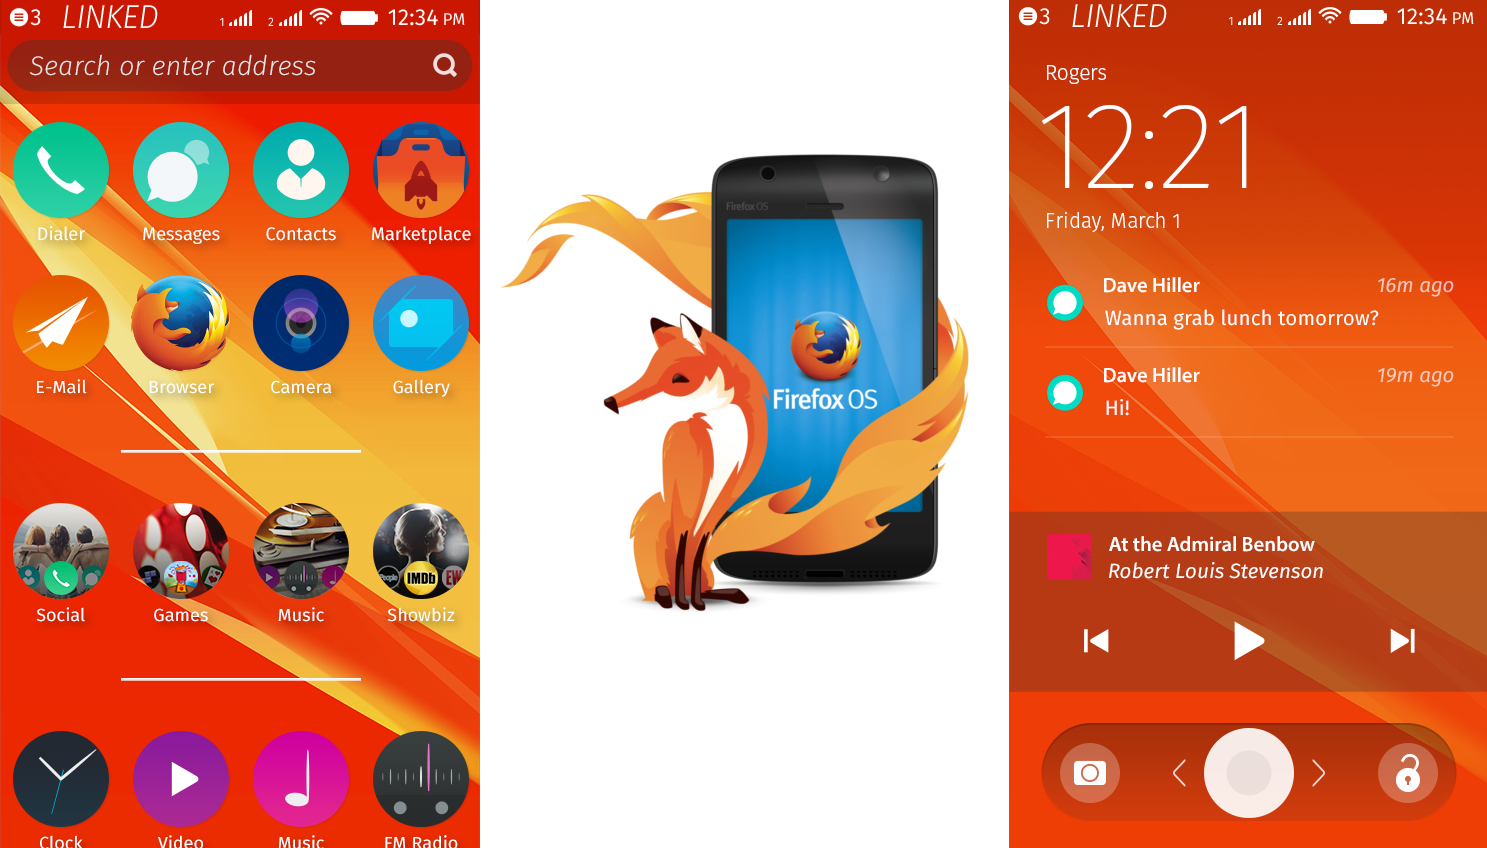 3 LINKED 1 2 12:34 PM
Search or enter address
Dialer Messages Contacts Marketplace
E-Mail Browser Camera Gallery
People IMDb EW
Social Games Music Showbiz
Clock Video Music FM Radio
Firefox OS
Firefox OS
3 LINKED 1 2 12:34 PM
Rogers
12:21
Friday, March 1
Dave Hiller 16m ago
Wanna grab lunch tomorrow?
Dave Hiller 19m ago
Hi!
At the Admiral Benbow
Robert Louis Stevenson